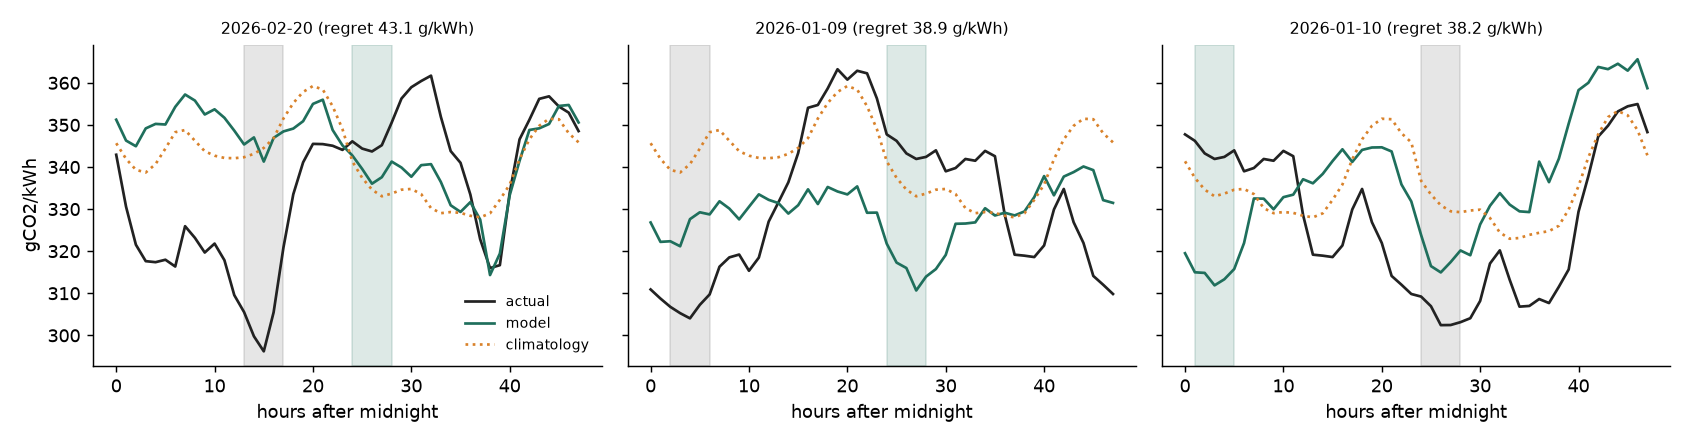 2026-02-20 (regret 43.1 g/kWh)
2026-01-09 (regret 38.9 g/kWh)
2026-01-10 (regret 38.2 g/kWh)
gCO2/kWh
360
350
340
330
320
310
300
actual
model
climatology
0 10 20 30 40
0 10 20 30 40
0 10 20 30 40
hours after midnight
hours after midnight
hours after midnight